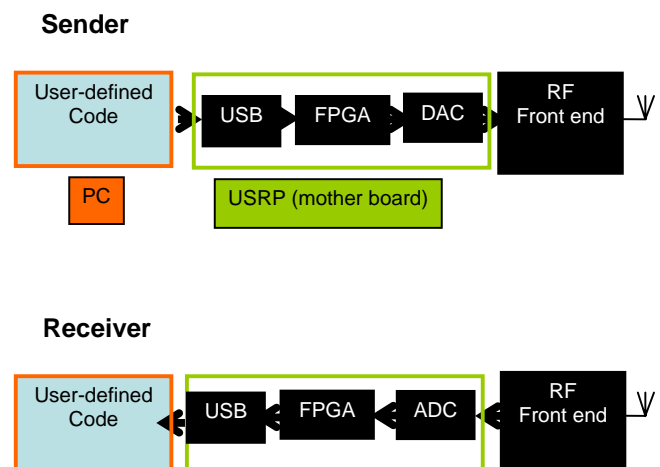 Sender
User-defined
Code
USB
FPGA
DAC
RF
Front end
PC
USRP (mother board)
Receiver
User-defined
Code
USB
FPGA
ADC
RF
Front end